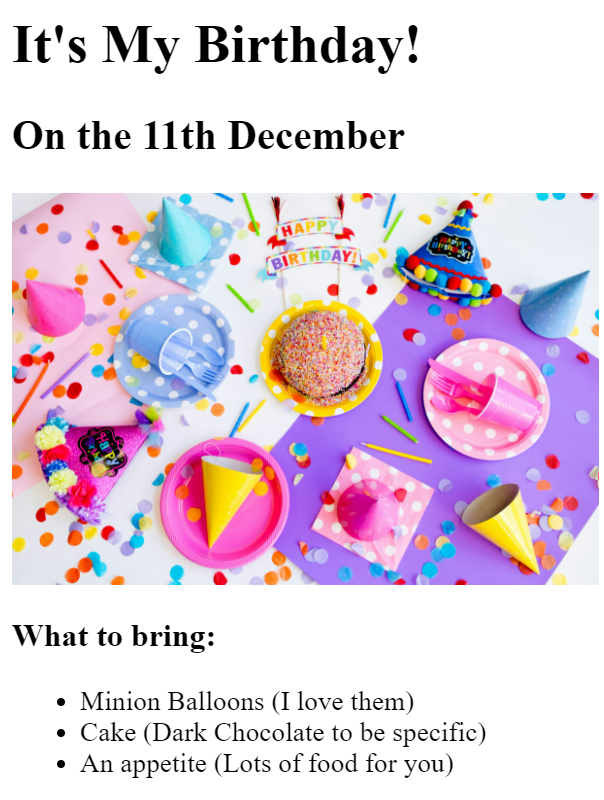 It's My Birthday!
On the 11th December
HAPPY
BIRTHDAY!
What to bring:
Minion Balloons (I love them)
Cake (Dark Chocolate to be specific)
An appetite (Lots of food for you)